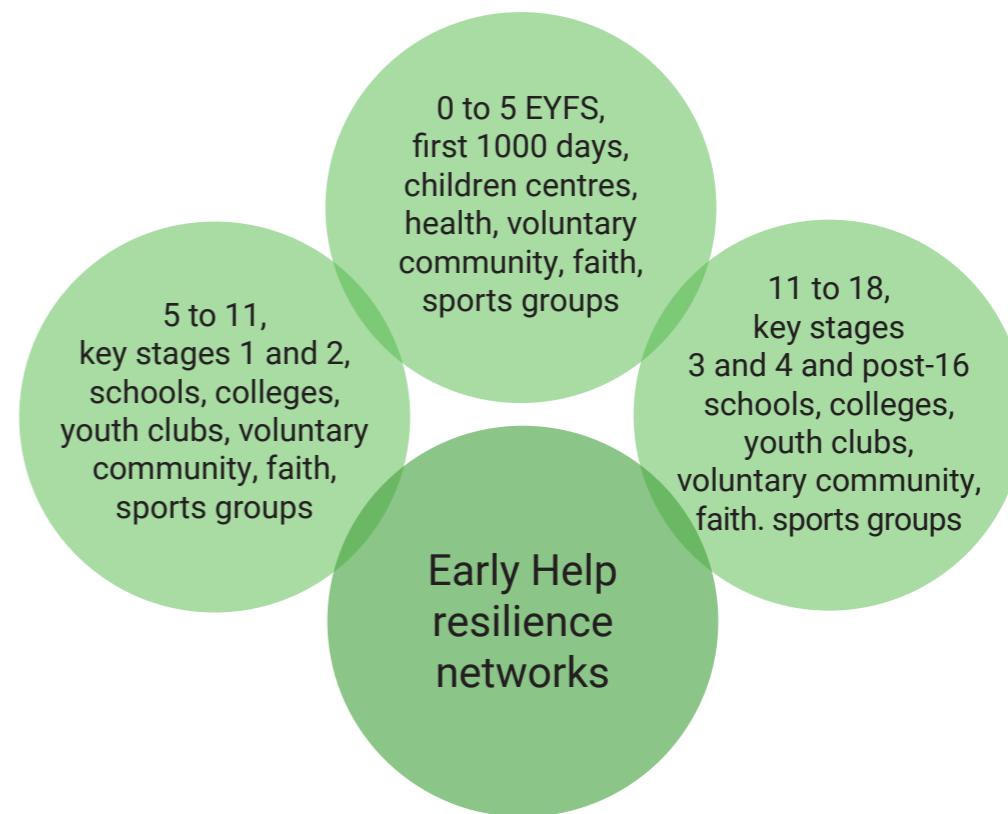 0 to 5 EYFS,
first 1000 days,
children centres,
health, voluntary
community, faith,
sports groups
5 to 11,
key stages 1 and 2,
schools, colleges,
youth clubs, voluntary
community, faith,
sports groups
11 to 18,
key stages
3 and 4 and post-16
schools, colleges,
youth clubs,
voluntary community,
faith. sports groups
Early Help
resilience
networks